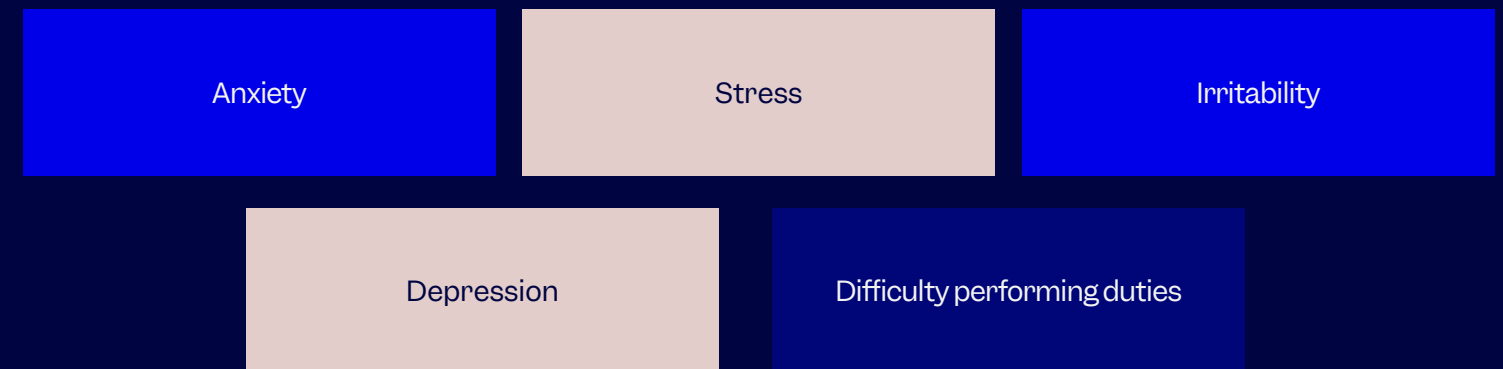 Anxiety
Stress
Irritability
Depression
Difficulty performing duties